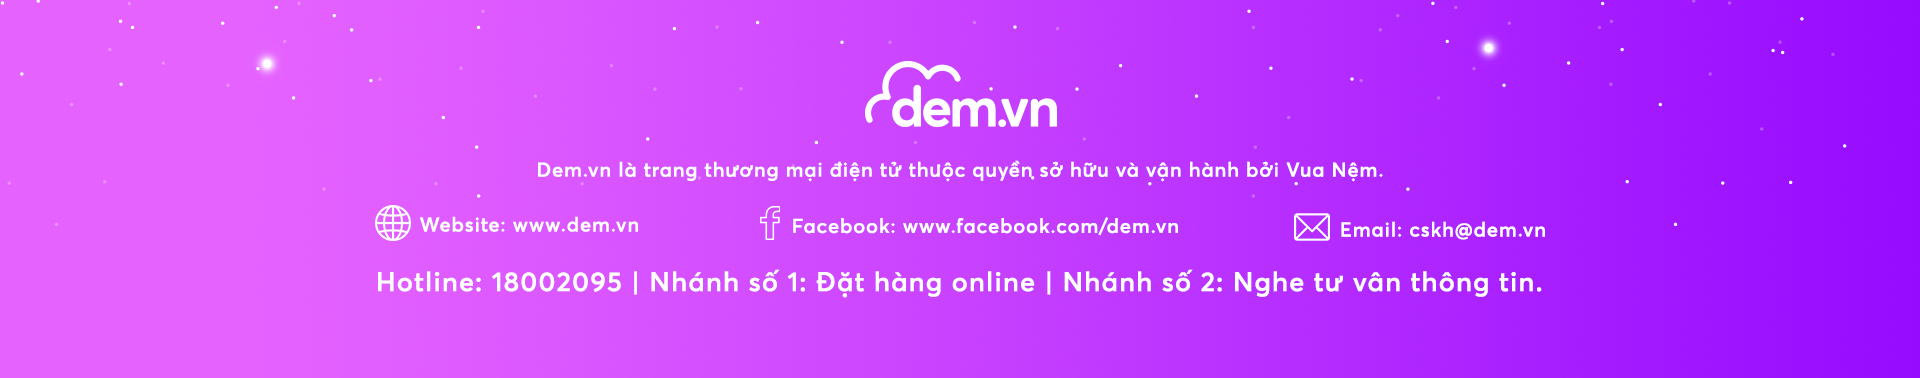 dem.vn
Dem.vn là trang thương mại điện tử thuộc quyền sở hữu và vận hành bởi Vua Nệm.
Website: www.dem.vn
Facebook: www.facebook.com/dem.vn
Email: cskh@dem.vn
Hotline: 18002095 | Nhánh số 1: Đặt hàng online | Nhánh số 2: Nghe tư vân thông tin.